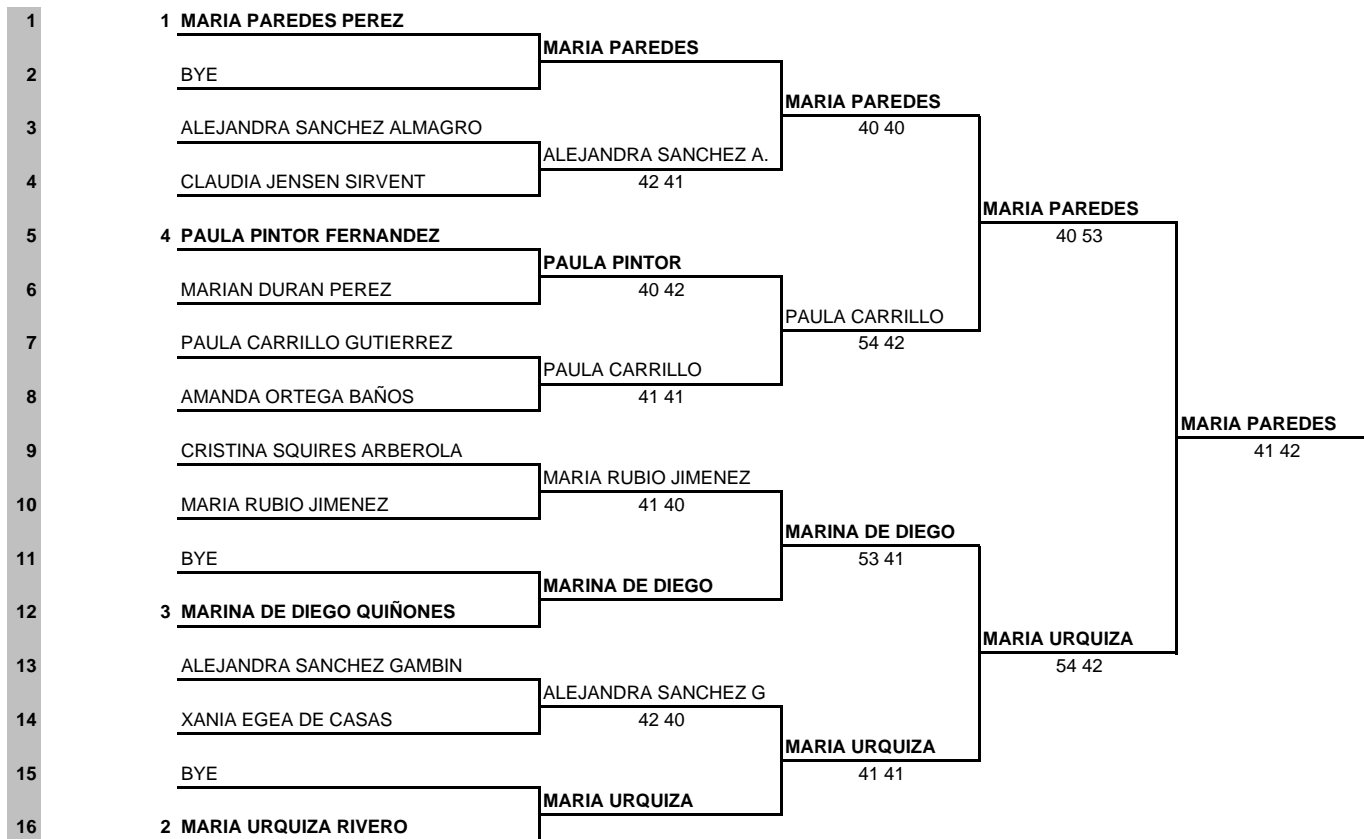 1 1 MARIA PAREDES PEREZ
MARIA PAREDES
2 BYE
MARIA PAREDES
3 ALEJANDRA SANCHEZ ALMAGRO 40 40
ALEJANDRA SANCHEZ A.
4 CLAUDIA JENSEN SIRVENT 42 41
MARIA PAREDES
5 4 PAULA PINTOR FERNANDEZ 40 53
PAULA PINTOR
6 MARIAN DURAN PEREZ 40 42
PAULA CARRILLO
7 PAULA CARRILLO GUTIERREZ 54 42
PAULA CARRILLO
8 AMANDA ORTEGA BAÑOS 41 41
MARIA PAREDES
9 CRISTINA SQUIRES ARBEROLA 41 42
MARIA RUBIO JIMENEZ
10 MARIA RUBIO JIMENEZ 41 40
MARINA DE DIEGO
11 BYE 53 41
MARINA DE DIEGO
12 3 MARINA DE DIEGO QUIÑONES
MARIA URQUIZA
13 ALEJANDRA SANCHEZ GAMBIN 54 42
ALEJANDRA SANCHEZ G
14 XANIA EGEA DE CASAS 42 40
MARIA URQUIZA
15 BYE 41 41
MARIA URQUIZA
16 2 MARIA URQUIZA RIVERO